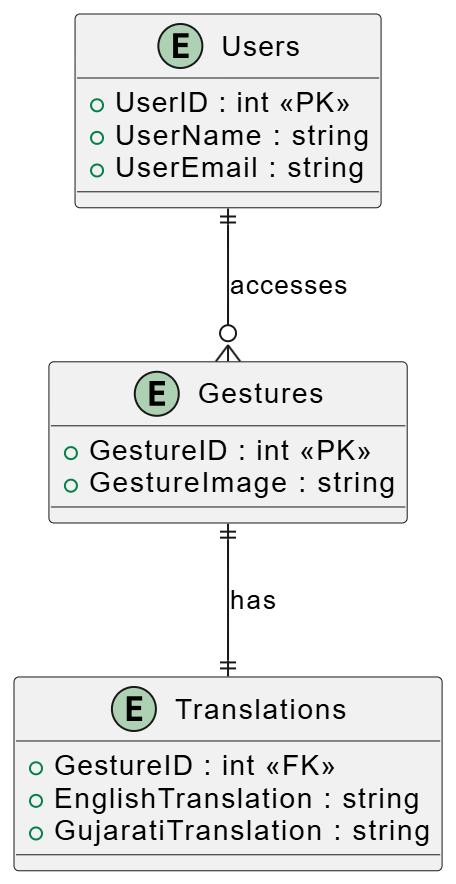 E Users
UserID : int «PK»
UserName : string
UserEmail : string
accesses
E Gestures
GestureID : int «PK»
GestureImage : string
has
E Translations
GestureID : int «FK»
EnglishTranslation : string
GujaratiTranslation : string